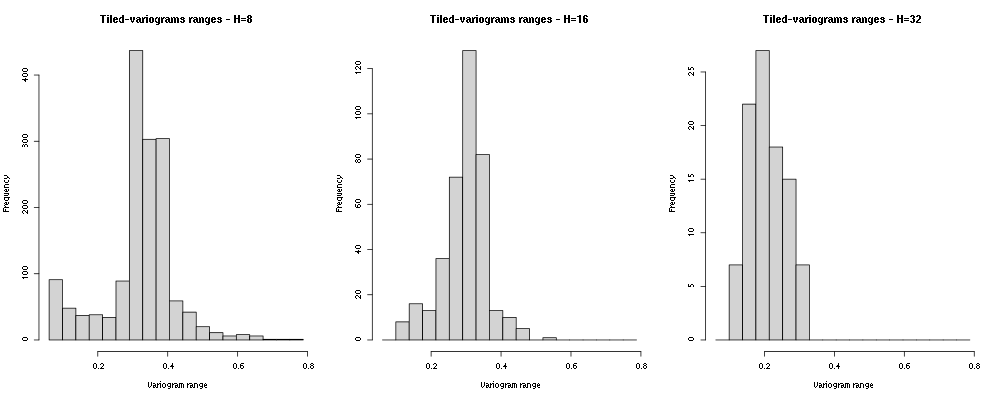 Tiled-variograms ranges - H=8
Frequency
400
300
200
100
0
0.2 0.4 0.6 0.8
Variogram range
Tiled-variograms ranges - H=16
Frequency
120
100
80
60
40
20
0
0.2 0.4 0.6 0.8
Variogram range
Tiled-variograms ranges - H=32
Frequency
25
20
15
10
5
0
0.2 0.4 0.6 0.8
Variogram range